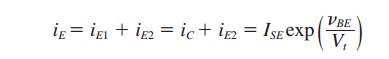 i_E = i_{E1} + i_{E2} = i_C + i_{E2} = I_{SE} exp(v_{BE}/V_t)